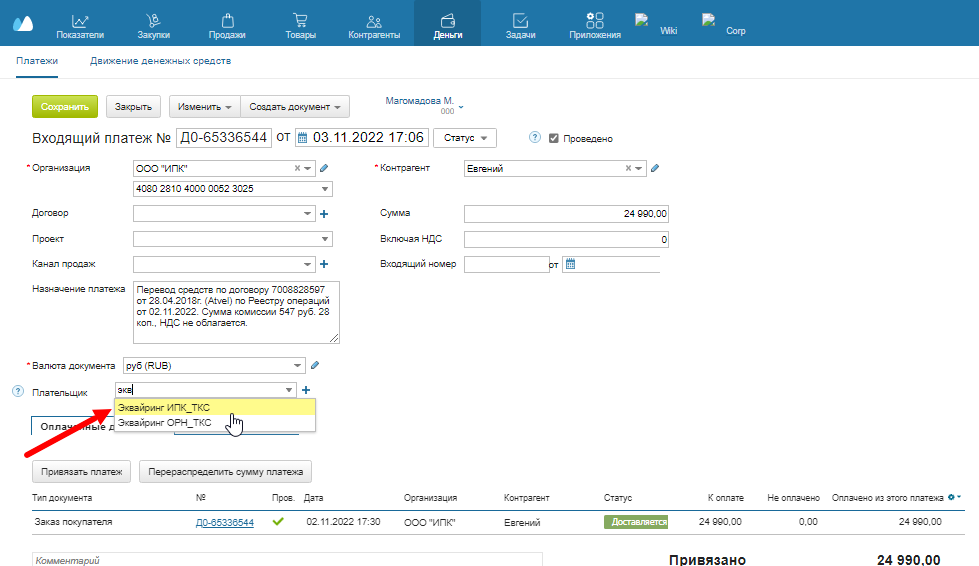 Показатели Закупки Продажи Товары Контрагенты Деньги Задачи Приложения Wiki Corp
Платежи Движение денежных средств
Сохранить Закрыть Изменить Создать документ Магомадова М.
ООО
Входящий платеж № Д0-65336544 от 03.11.2022 17:06 Статус ? Проведено
* Организация ООО "ИПК" * Контрагент Евгений
4080 2810 4000 0052 3025
Договор Сумма 24 990,00
Проект Включая НДС 0
Канал продаж Входящий номер от
Назначение платежа Перевод средств по договору 7008828597
от 28.04.2018г. (Atvel) по Реестру операций
от 02.11.2022. Сумма комиссии 547 руб. 28
коп., НДС не облагается.
* Валюта документа руб (RUB)
? Плательщик экв
Эквайринг ИПК_ТКС
Эквайринг ОРН_ТКС
Привязать платеж Перераспределить сумму платежа
Тип документа № Пров. Дата Организация Контрагент Статус К оплате Не оплачено Оплачено из этого платежа
Заказ покупателя Д0-65336544 02.11.2022 17:30 ООО "ИПК" Евгений Доставляется 24 990,00 0,00 24 990,00
Комментарий Привязано 24 990,00